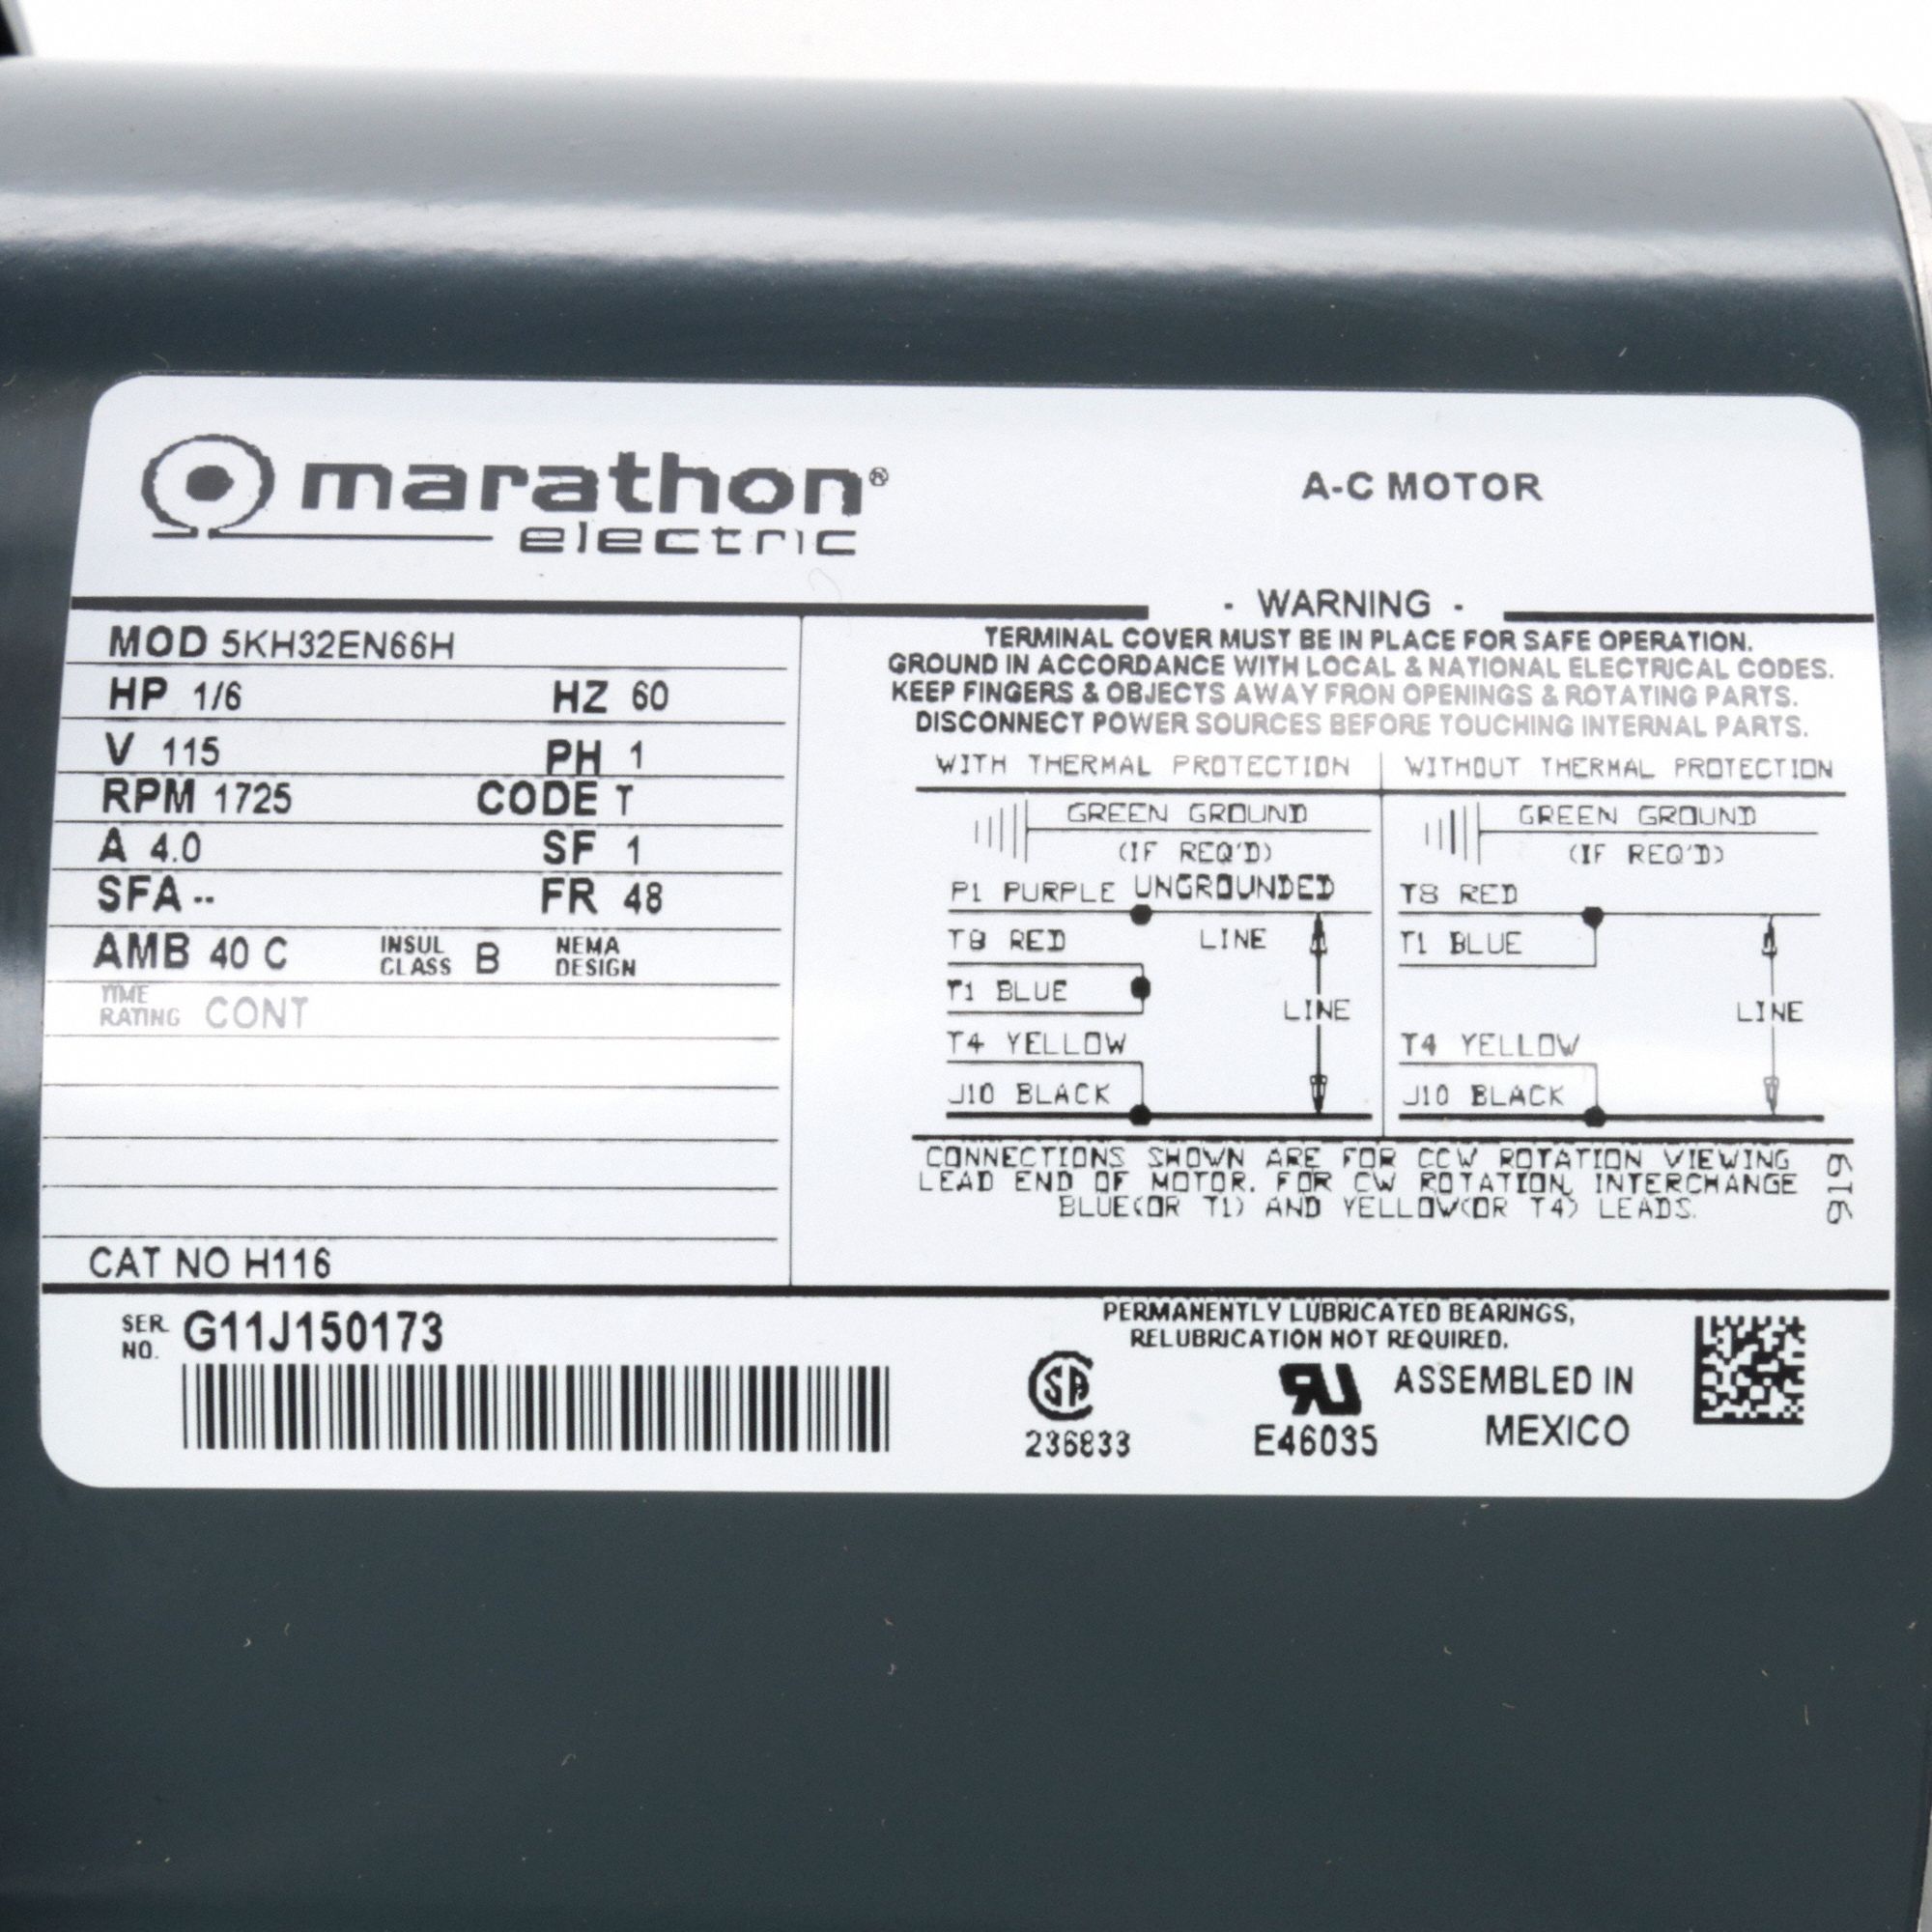 marathon®
electric
A-C MOTOR
MOD 5KH32EN66H
HP 1/6 HZ 60
V 115 PH 1
RPM 1725 CODE T
A 4.0 SF 1
SFA -- FR 48
AMB 40 C INSUL CLASS B NEMA DESIGN
TIME RATING CONT
CAT NO H116
- WARNING -
TERMINAL COVER MUST BE IN PLACE FOR SAFE OPERATION.
GROUND IN ACCORDANCE WITH LOCAL & NATIONAL ELECTRICAL CODES.
KEEP FINGERS & OBJECTS AWAY FRON OPENINGS & ROTATING PARTS.
DISCONNECT POWER SOURCES BEFORE TOUCHING INTERNAL PARTS.
WITH THERMAL PROTECTION
GREEN GROUND
(IF REQ'D)
P1 PURPLE UNGROUNDED
T8 RED LINE
T1 BLUE
LINE
T4 YELLOW
J10 BLACK
WITHOUT THERMAL PROTECTION
GREEN GROUND
(IF REQ'D)
T8 RED
T1 BLUE
LINE
T4 YELLOW
J10 BLACK
CONNECTIONS SHOWN ARE FOR CCW ROTATION VIEWING
LEAD END OF MOTOR. FOR CW ROTATION, INTERCHANGE
BLUE(OR T1) AND YELLOW(OR T4) LEADS.
616
SER. NO. G11J150173
PERMANENTLY LUBRICATED BEARINGS,
RELUBRICATION NOT REQUIRED.
SA
236833
RU
E46035
ASSEMBLED IN
MEXICO